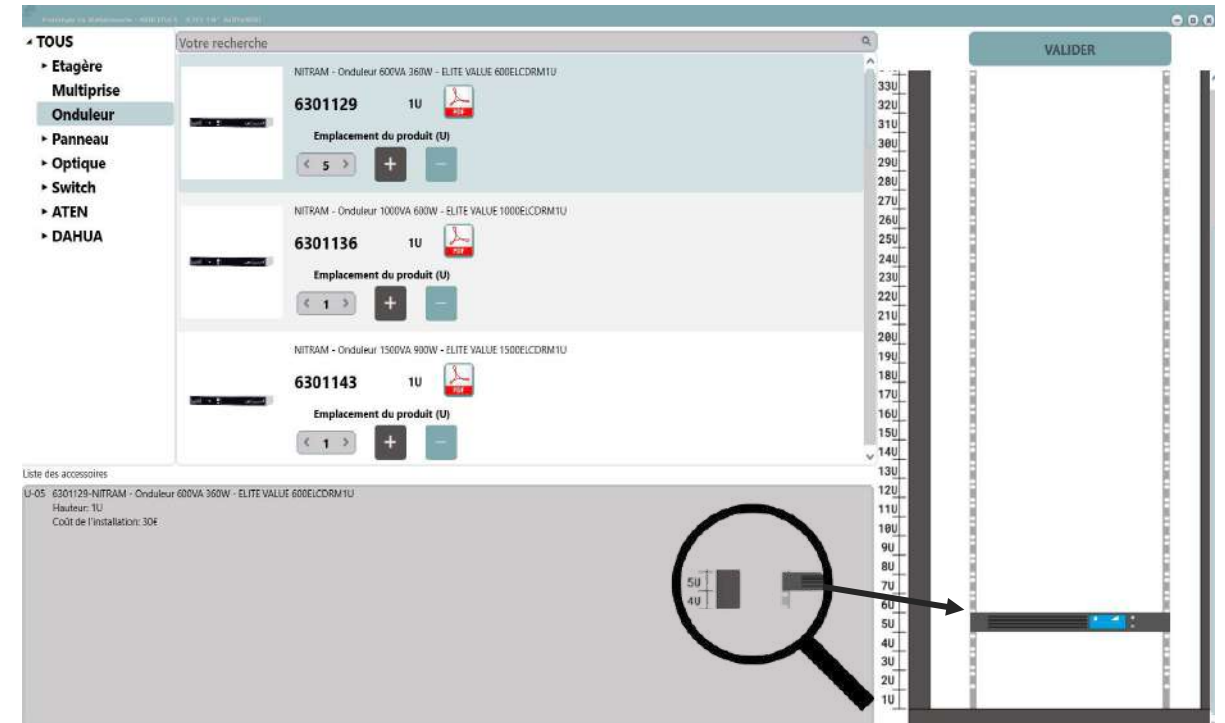 VALIDER
TOUS
Etagère
Multiprise
Onduleur
Panneau
Optique
Switch
ATEN
DAHUA
Votre recherche
NITRAM - Onduleur 600VA 360W - ELITE VALUE 600ELCDRM1U
6301129 1U
PDF
Emplacement du produit (U)
< 5 > + −
NITRAM - Onduleur 1000VA 600W - ELITE VALUE 1000ELCDRM1U
6301136 1U
PDF
Emplacement du produit (U)
< 1 > + −
NITRAM - Onduleur 1500VA 900W - ELITE VALUE 1500ELCDRM1U
6301143 1U
PDF
Emplacement du produit (U)
< 1 > + −
Liste des accessoires
U-05 6301129-NITRAM - Onduleur 600VA 360W - ELITE VALUE 600ELCDRM1U
Hauteur: 1U
Coût de l'installation: 30€
5U
4U
33U
32U
31U
30U
29U
28U
27U
26U
25U
24U
23U
22U
21U
20U
19U
18U
17U
16U
15U
14U
13U
12U
11U
10U
9U
8U
7U
6U
5U
4U
3U
2U
1U